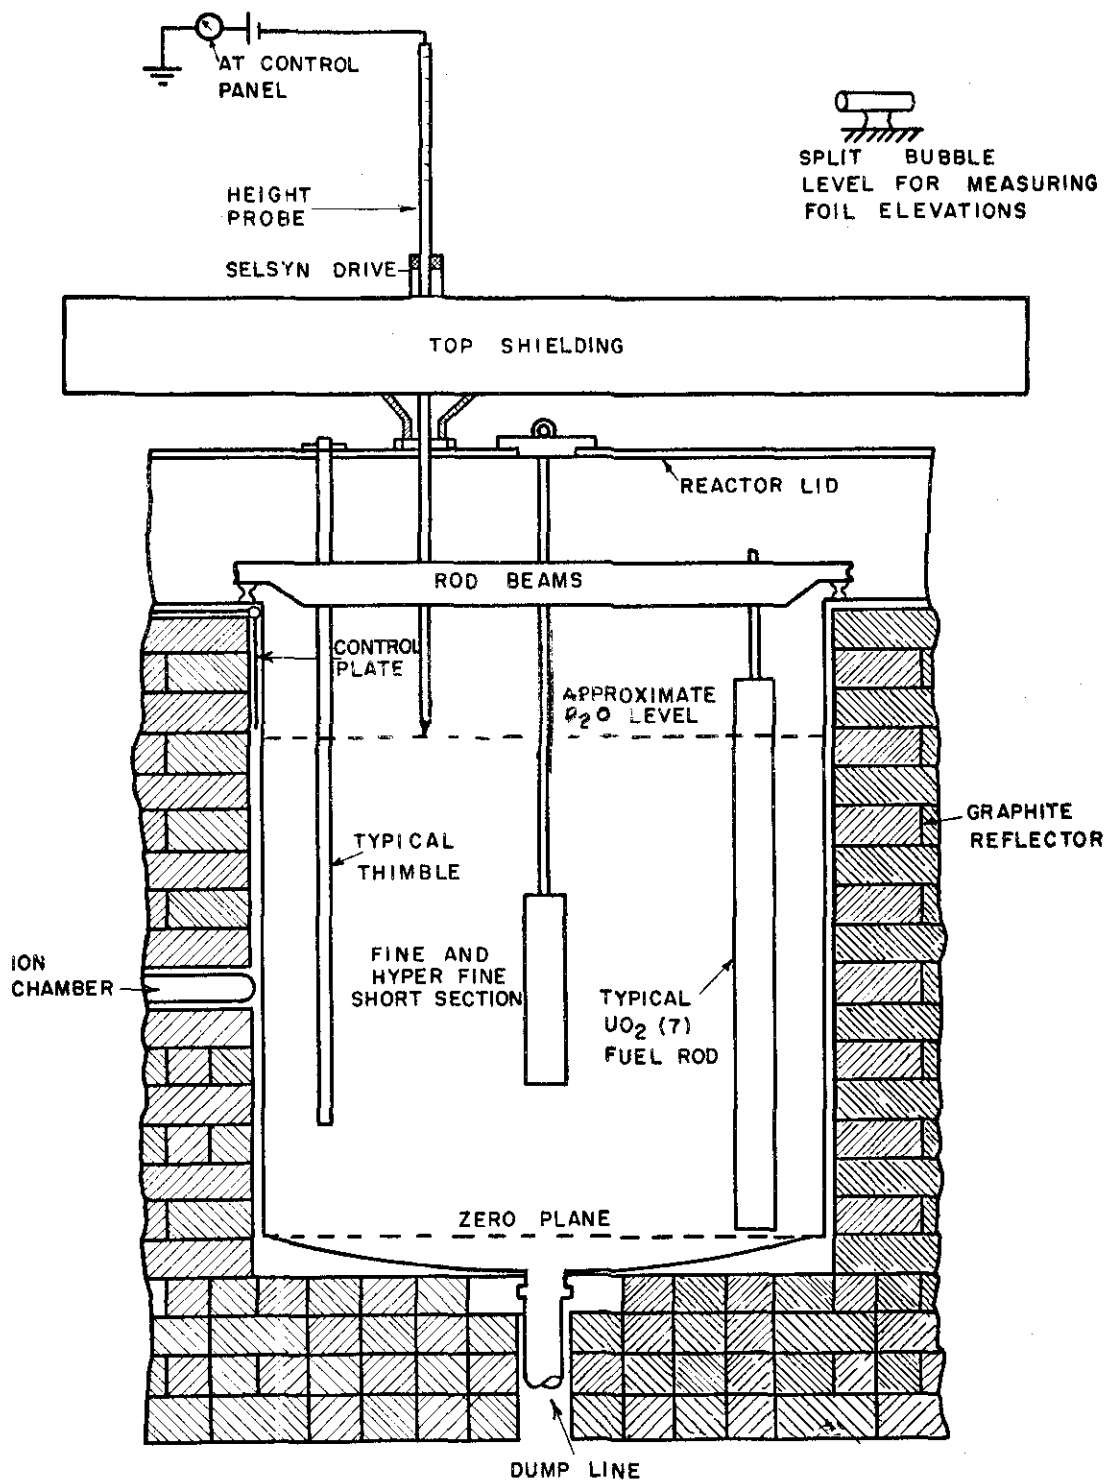 AT CONTROL
PANEL
SPLIT BUBBLE
LEVEL FOR MEASURING
FOIL ELEVATIONS
HEIGHT
PROBE
SELSYN DRIVE
TOP SHIELDING
REACTOR LID
ROD BEAMS
CONTROL
PLATE
APPROXIMATE
D₂O LEVEL
GRAPHITE
REFLECTOR
TYPICAL
THIMBLE
ION
CHAMBER
FINE AND
HYPER FINE
SHORT SECTION
TYPICAL
UO₂ (7)
FUEL ROD
ZERO PLANE
DUMP LINE